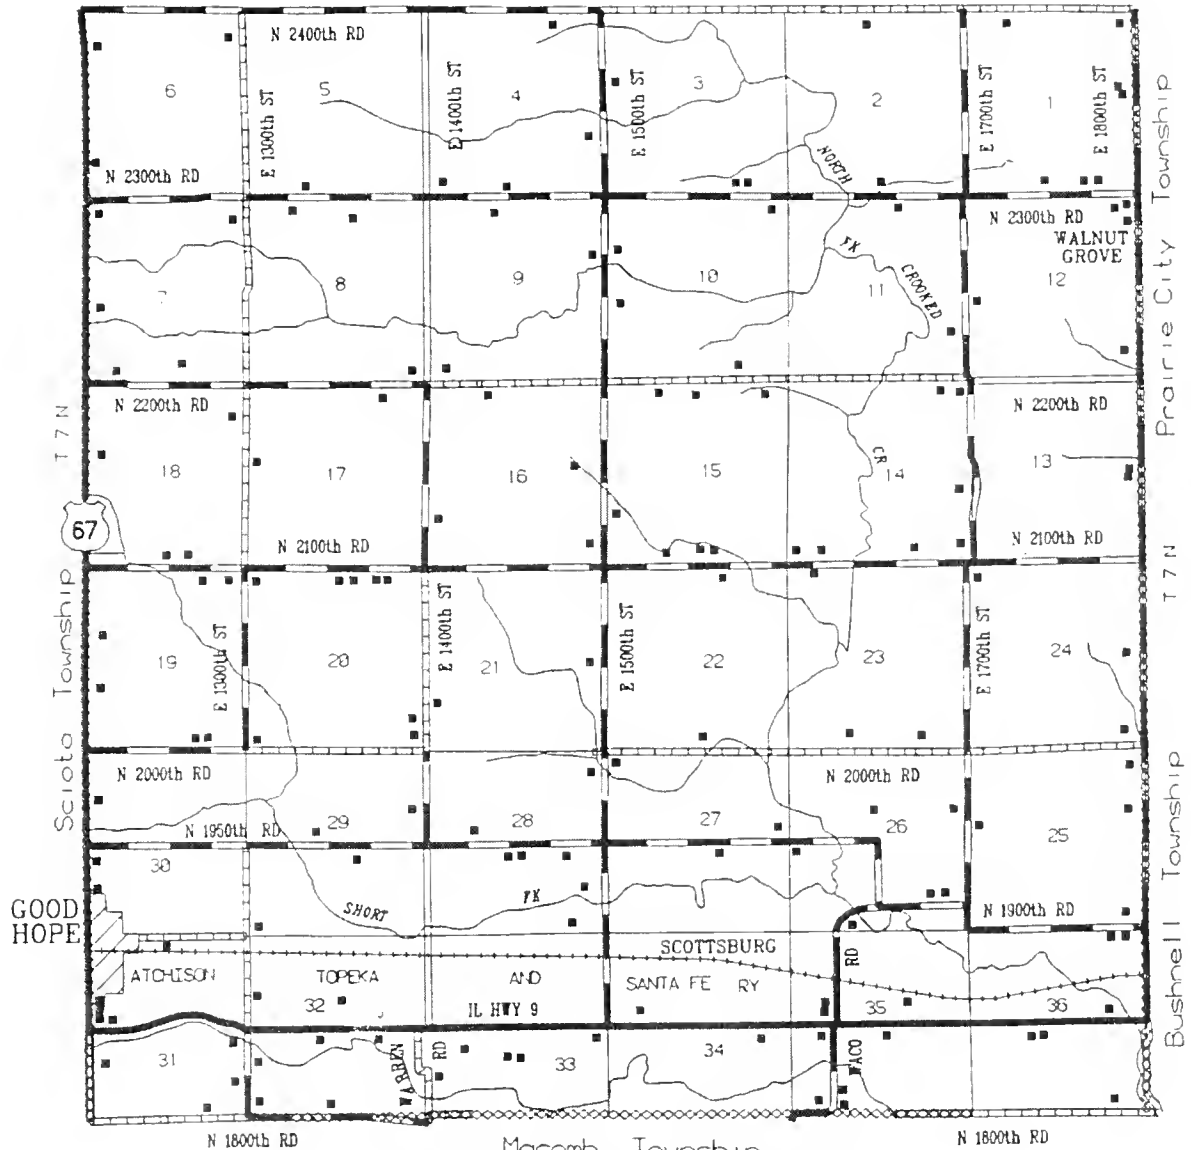 N 2400th RD
6
5
4
3
2
1
E 1300th ST
E 1400th ST
E 1500th ST
E 1700th ST
E 1800th ST
N 2300th RD
NORTH
N 2300th RD
WALNUT
GROVE
FK
CROOKED
7
8
9
10
11
12
Prairie City Township
N 2200th RD
N 2200th RD
T 7 N
CR
18
17
16
15
14
13
67
N 2100th RD
N 2100th RD
T 7 N
E 1300th ST
E 1400th ST
E 1500th ST
E 1700th ST
19
20
21
22
23
24
Scioto Township
N 2000th RD
N 2000th RD
N 1950th RD
29
28
27
26
25
30
GOOD
HOPE
SHORT
FK
N 1900th RD
SCOTTSBURG
RD
ATCHISON
TOPEKA
AND
SANTA FE RY
32
IL HWY 9
35
36
Bushnell Township
31
WARREN
RD
33
34
WACO
N 1800th RD
Macomb Township
N 1800th RD